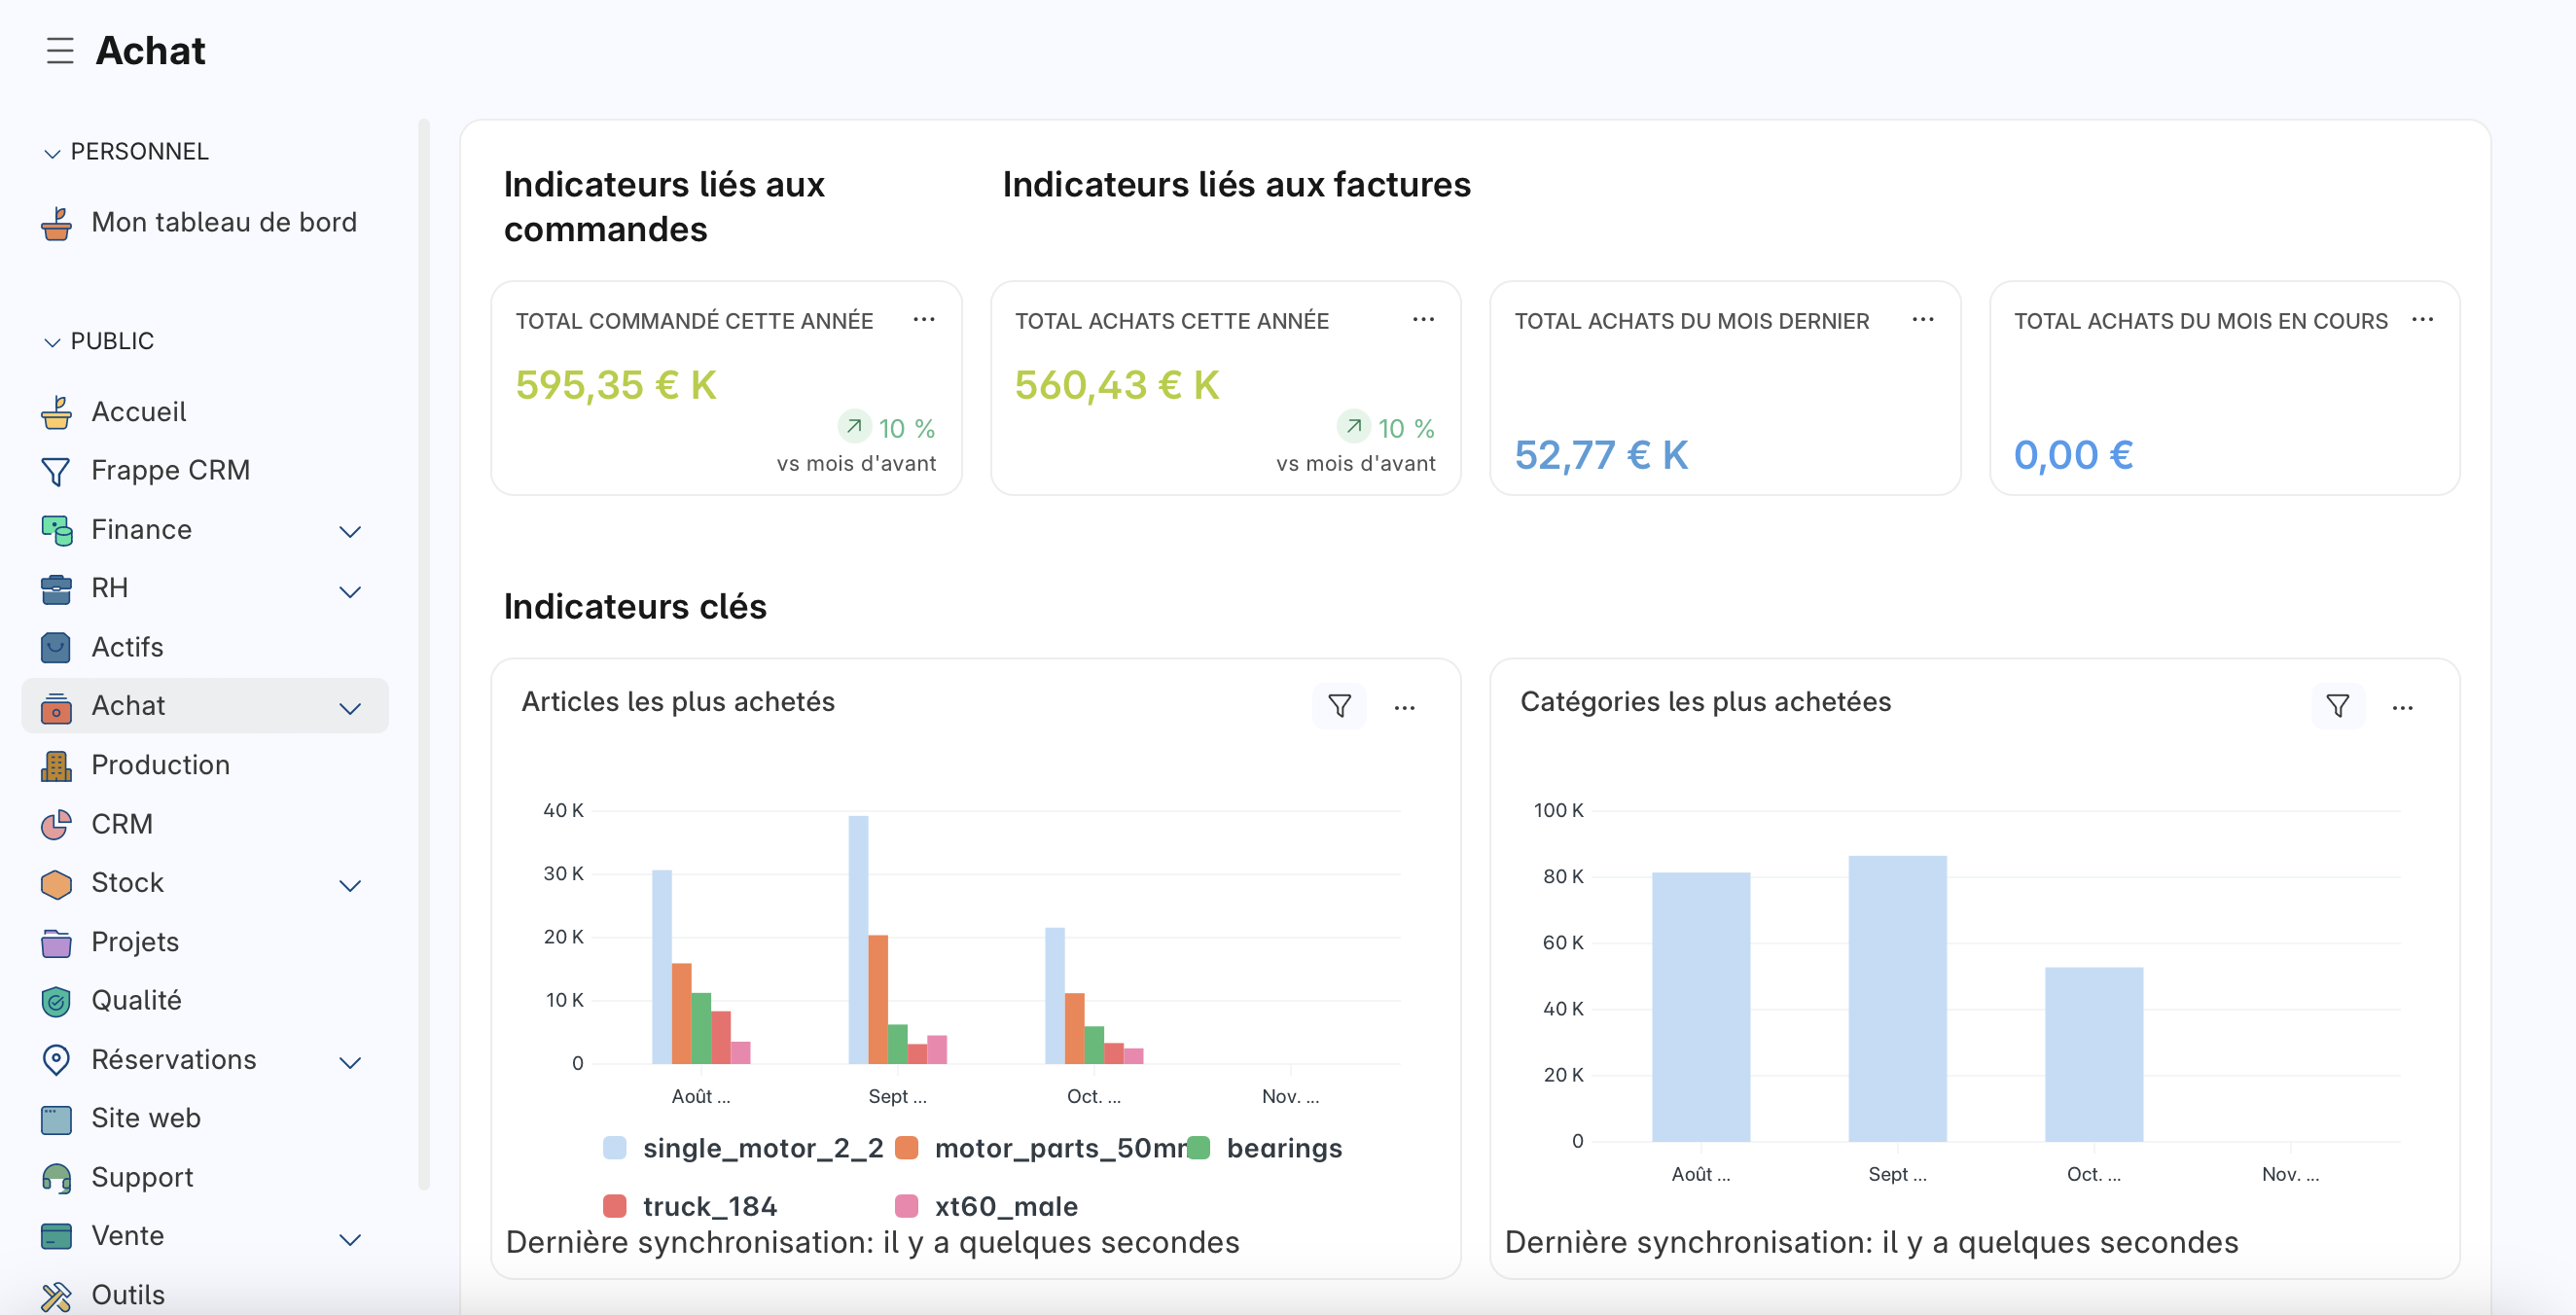 Achat
PERSONNEL
Mon tableau de bord
PUBLIC
Accueil
Frappe CRM
Finance
RH
Actifs
Achat
Production
CRM
Stock
Projets
Qualité
Réservations
Site web
Support
Vente
Outils
Indicateurs liés aux
commandes
Indicateurs liés aux factures
TOTAL COMMANDÉ CETTE ANNÉE ...
595,35 € K
10 %
vs mois d'avant
TOTAL ACHATS CETTE ANNÉE ...
560,43 € K
10 %
vs mois d'avant
TOTAL ACHATS DU MOIS DERNIER ...
52,77 € K
TOTAL ACHATS DU MOIS EN COURS ...
0,00 €
Indicateurs clés
Articles les plus achetés ...
40 K
30 K
20 K
10 K
0
Août ... Sept ... Oct. ... Nov. ...
single_motor_2_2 motor_parts_50m bearings
truck_184 xt60_male
Dernière synchronisation: il y a quelques secondes
Catégories les plus achetées ...
100 K
80 K
60 K
40 K
20 K
0
Août ... Sept ... Oct. ... Nov. ...
Dernière synchronisation: il y a quelques secondes